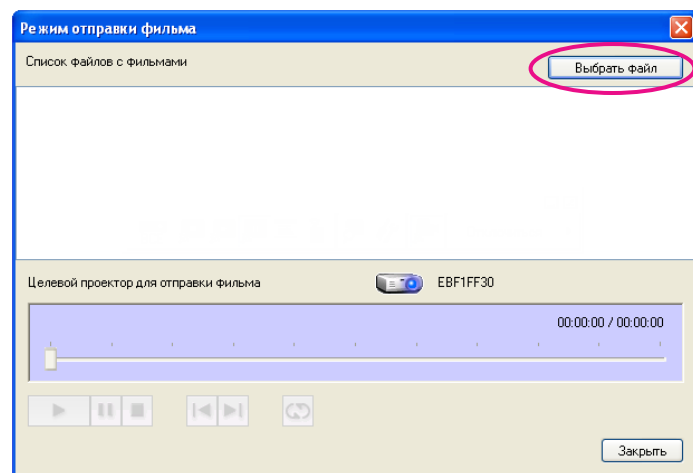 Режим отправки фильма
Список файлов с фильмами
Выбрать файл
Целевой проектор для отправки фильма
EBF1FF30
00:00:00 / 00:00:00
Закрыть